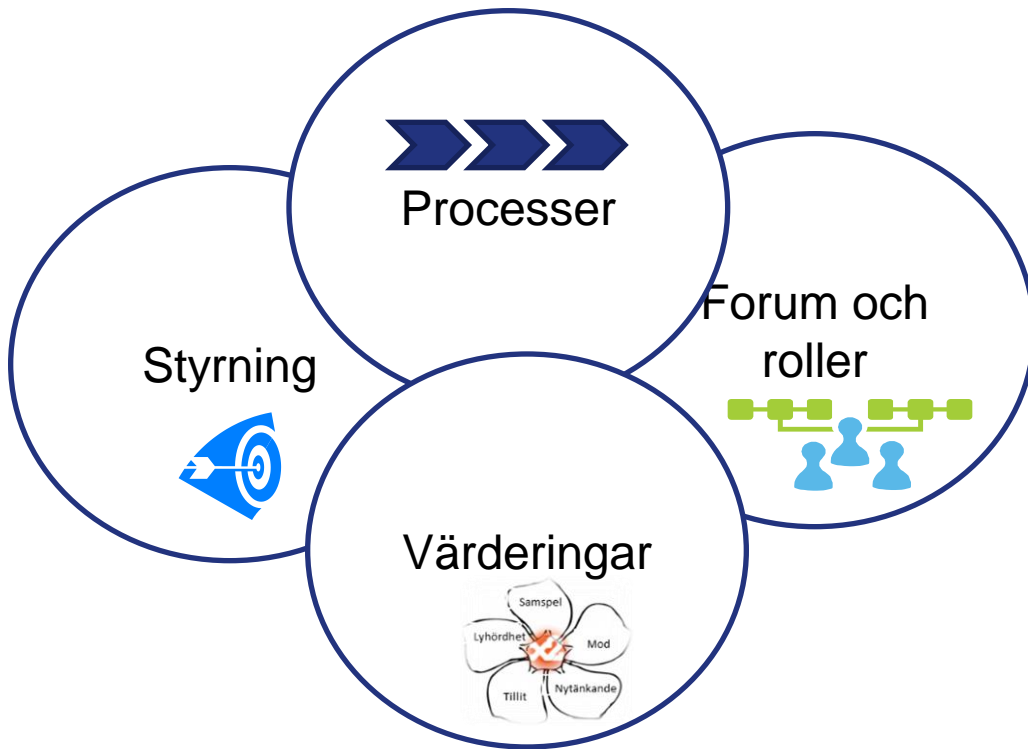 Processer
Forum och
roller
Styrning
Värderingar
Samspel
Lyhördhet
Mod
Tillit
Nytänkande